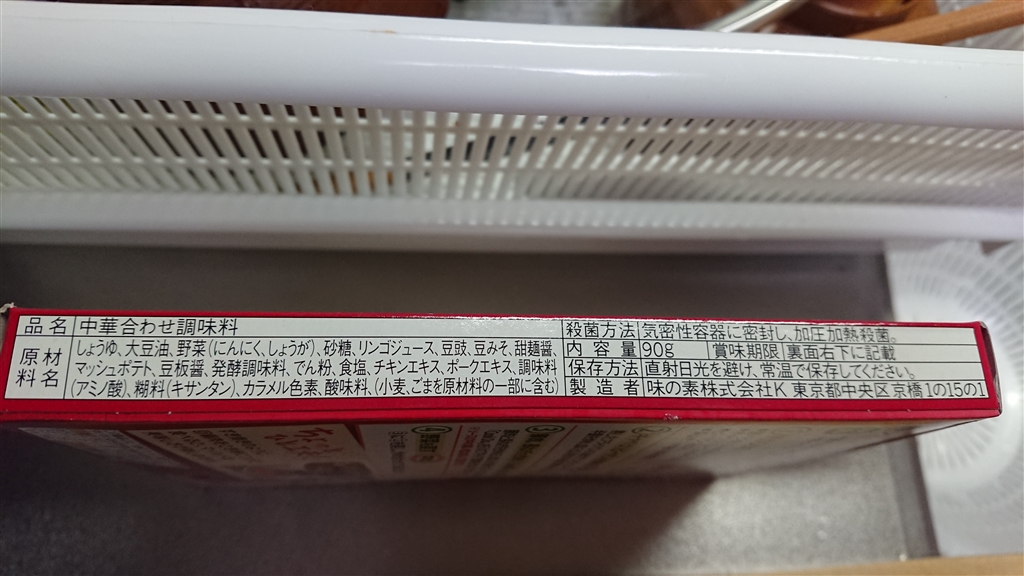 品名 中華合わせ調味料
原材料名 しょうゆ、大豆油、野菜(にんにく、しょうが)、砂糖、リンゴジュース、豆豉、豆みそ、甜麺醤
マッシュポテト、豆板醤、発酵調味料、でん粉、食塩、チキンエキス、ポークエキス、調味料
(アミノ酸)、糊料(キサンタン)、カラメル色素、酸味料、(小麦、ごまを原材料の一部に含む)
殺菌方法 気密性容器に密封し、加圧加熱殺菌。
内容量 90g 賞味期限 裏面右下に記載
保存方法 直射日光を避け、常温で保存してください。
製造者 味の素株式会社K 東京都中央区京橋1の15の1